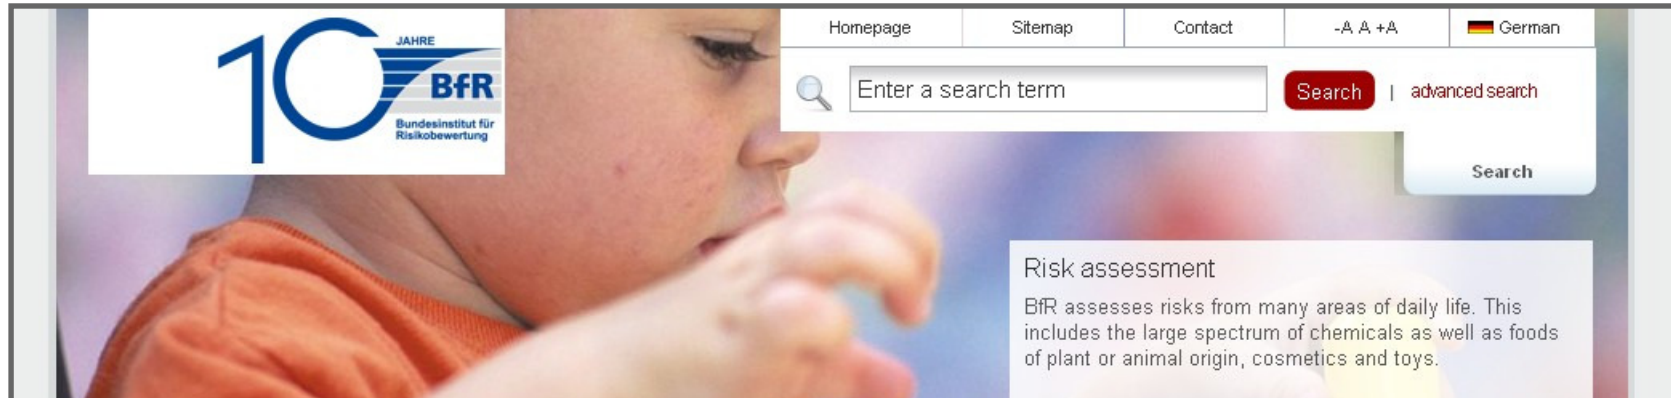 10
JAHRE
BfR
Bundesinstitut für
Risikobewertung
Homepage
Sitemap
Contact
-A A +A
German
Enter a search term
Search
|
advanced search
Search
Risk assessment
BfR assesses risks from many areas of daily life. This
includes the large spectrum of chemicals as well as foods
of plant or animal origin, cosmetics and toys.